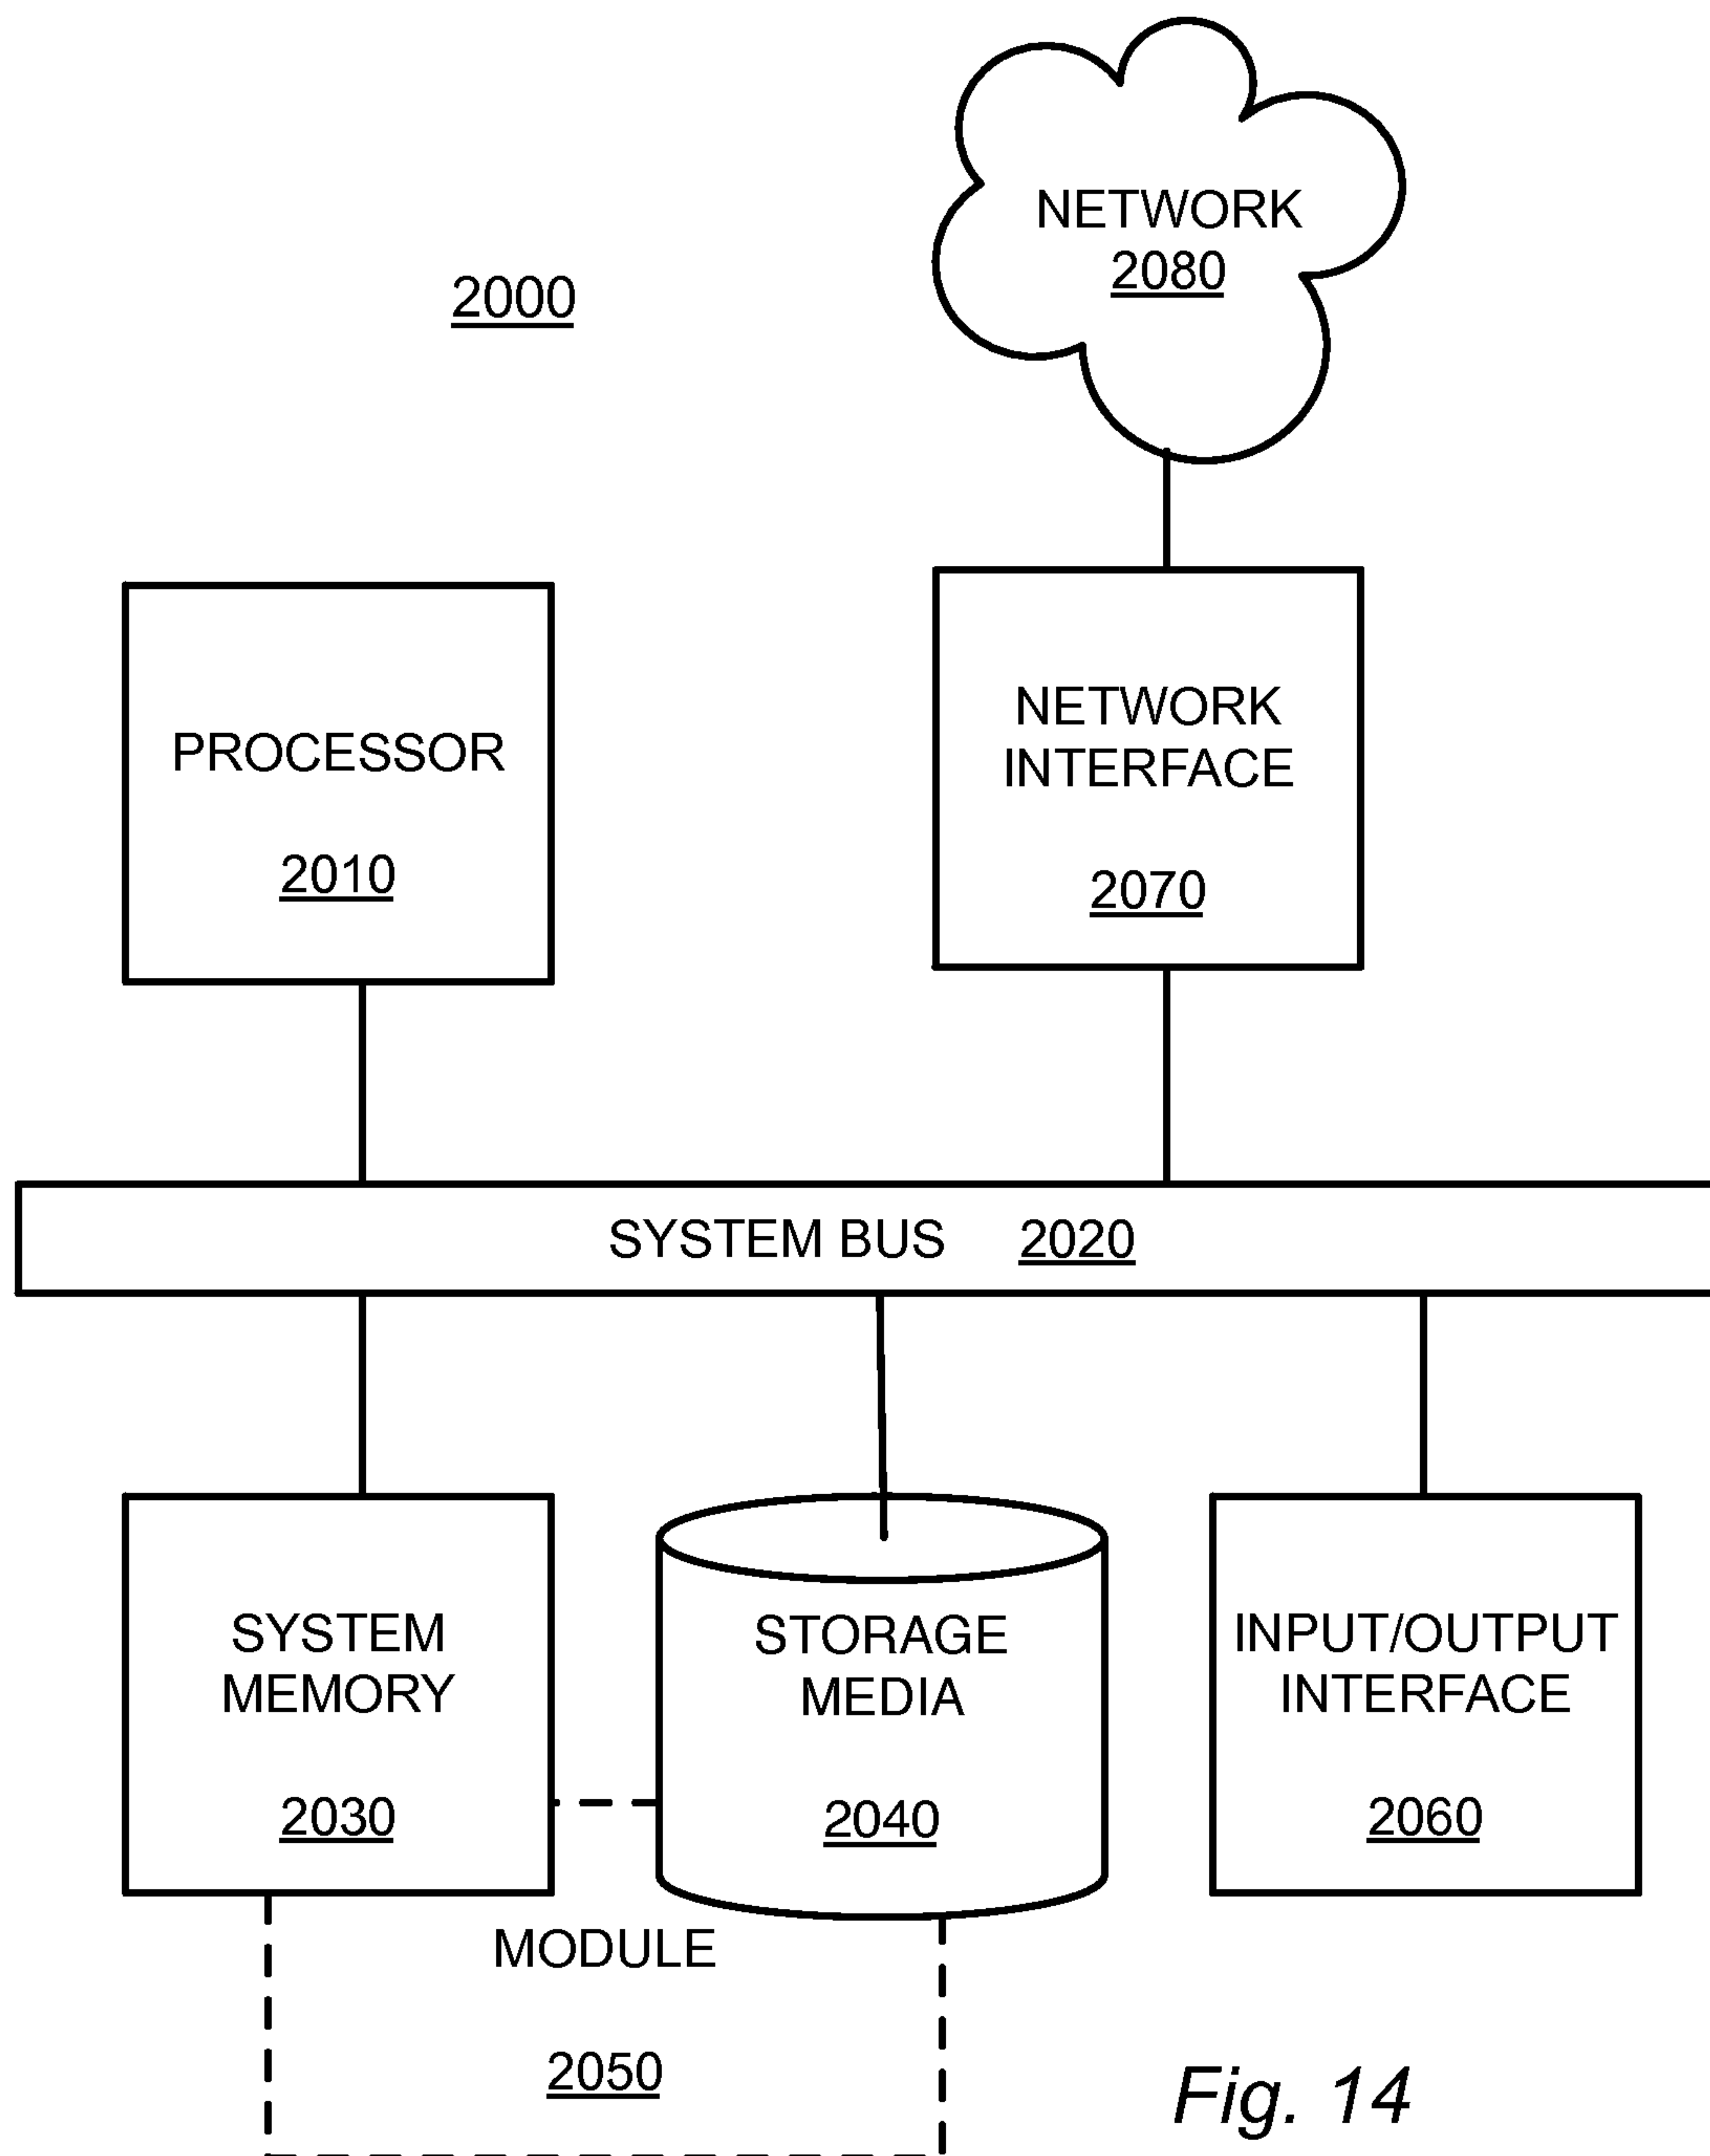 NETWORK
2080
2000
PROCESSOR
2010
NETWORK
INTERFACE
2070
SYSTEM BUS 2020
SYSTEM
MEMORY
2030
STORAGE
MEDIA
2040
INPUT/OUTPUT
INTERFACE
2060
MODULE
2050
Fig. 14